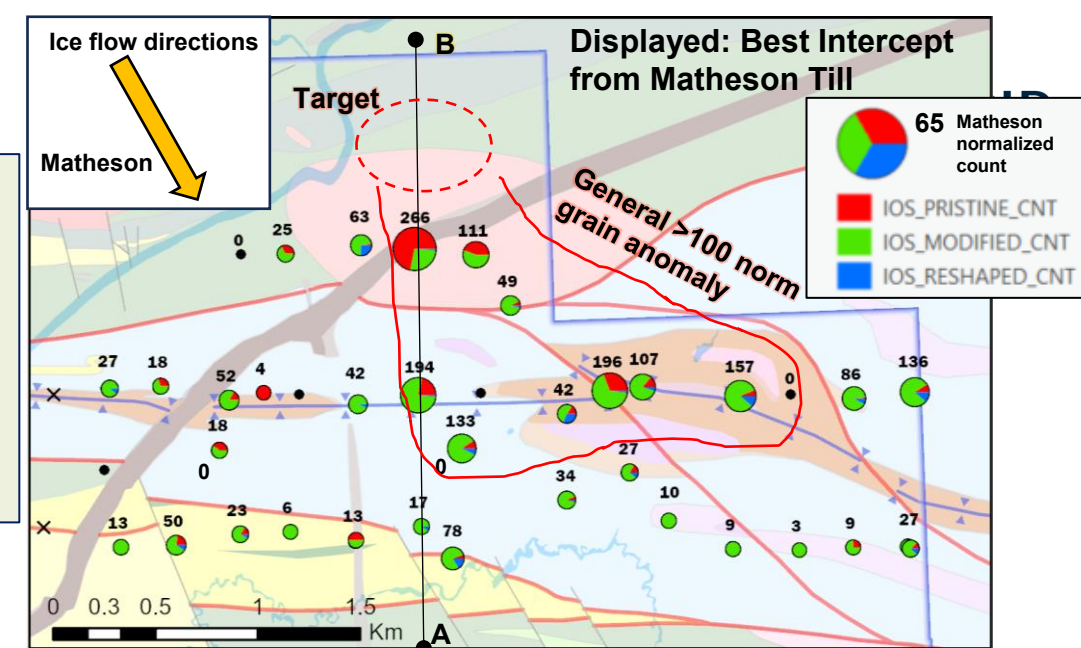 Ice flow directions
Matheson
B
Displayed: Best Intercept
from Matheson Till
Target
65 Matheson
normalized
count
IOS_PRISTINE_CNT
IOS_MODIFIED_CNT
IOS_RESHAPED_CNT
General >100 norm
grain anomaly
0
25
63
266
111
49
27
18
52
4
42
194
42
196
107
157
0
86
136
18
0
133
0
27
34
10
13
50
23
6
13
17
78
9
3
9
27
0
0.3
0.5
1
1.5
Km
A